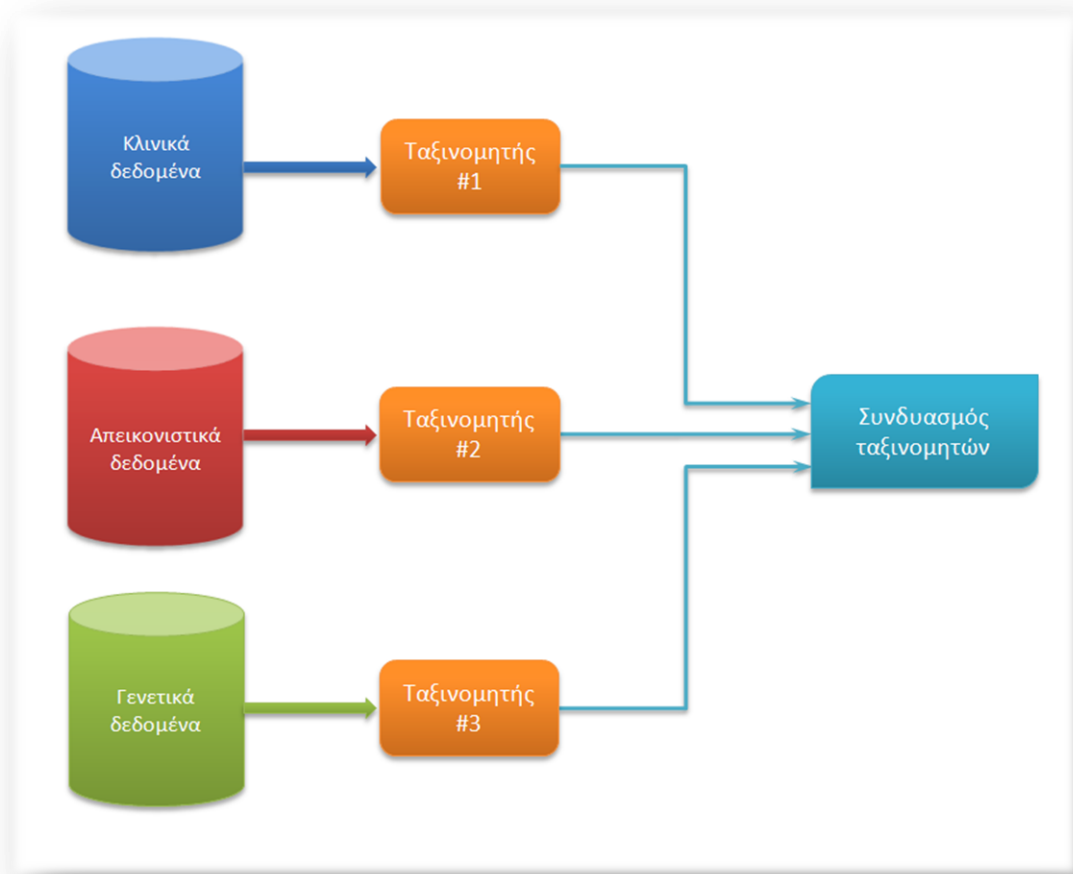 Κλινικά
δεδομένα
Ταξινομητής
#1
Απεικονιστικά
δεδομένα
Ταξινομητής
#2
Συνδυασμός
ταξινομητών
Γενετικά
δεδομένα
Ταξινομητής
#3